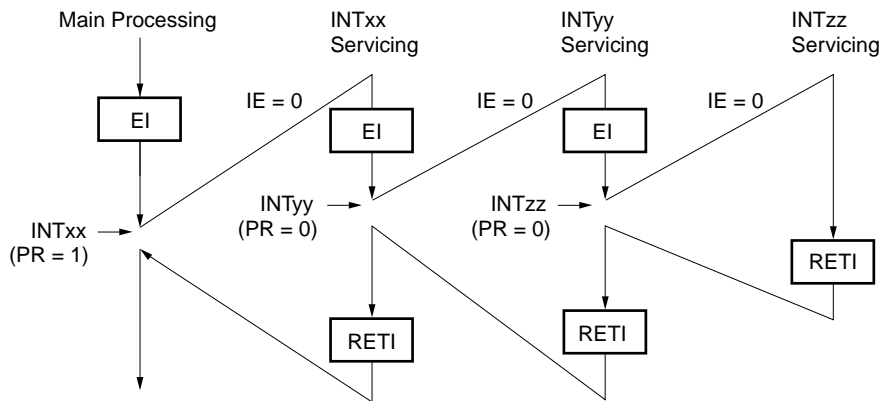 Main Processing
INTxx
Servicing
INTyy
Servicing
INTzz
Servicing
IE = 0
IE = 0
IE = 0
EI
EI
EI
INTxx
(PR = 1)
INTyy
(PR = 0)
INTzz
(PR = 0)
RETI
RETI
RETI